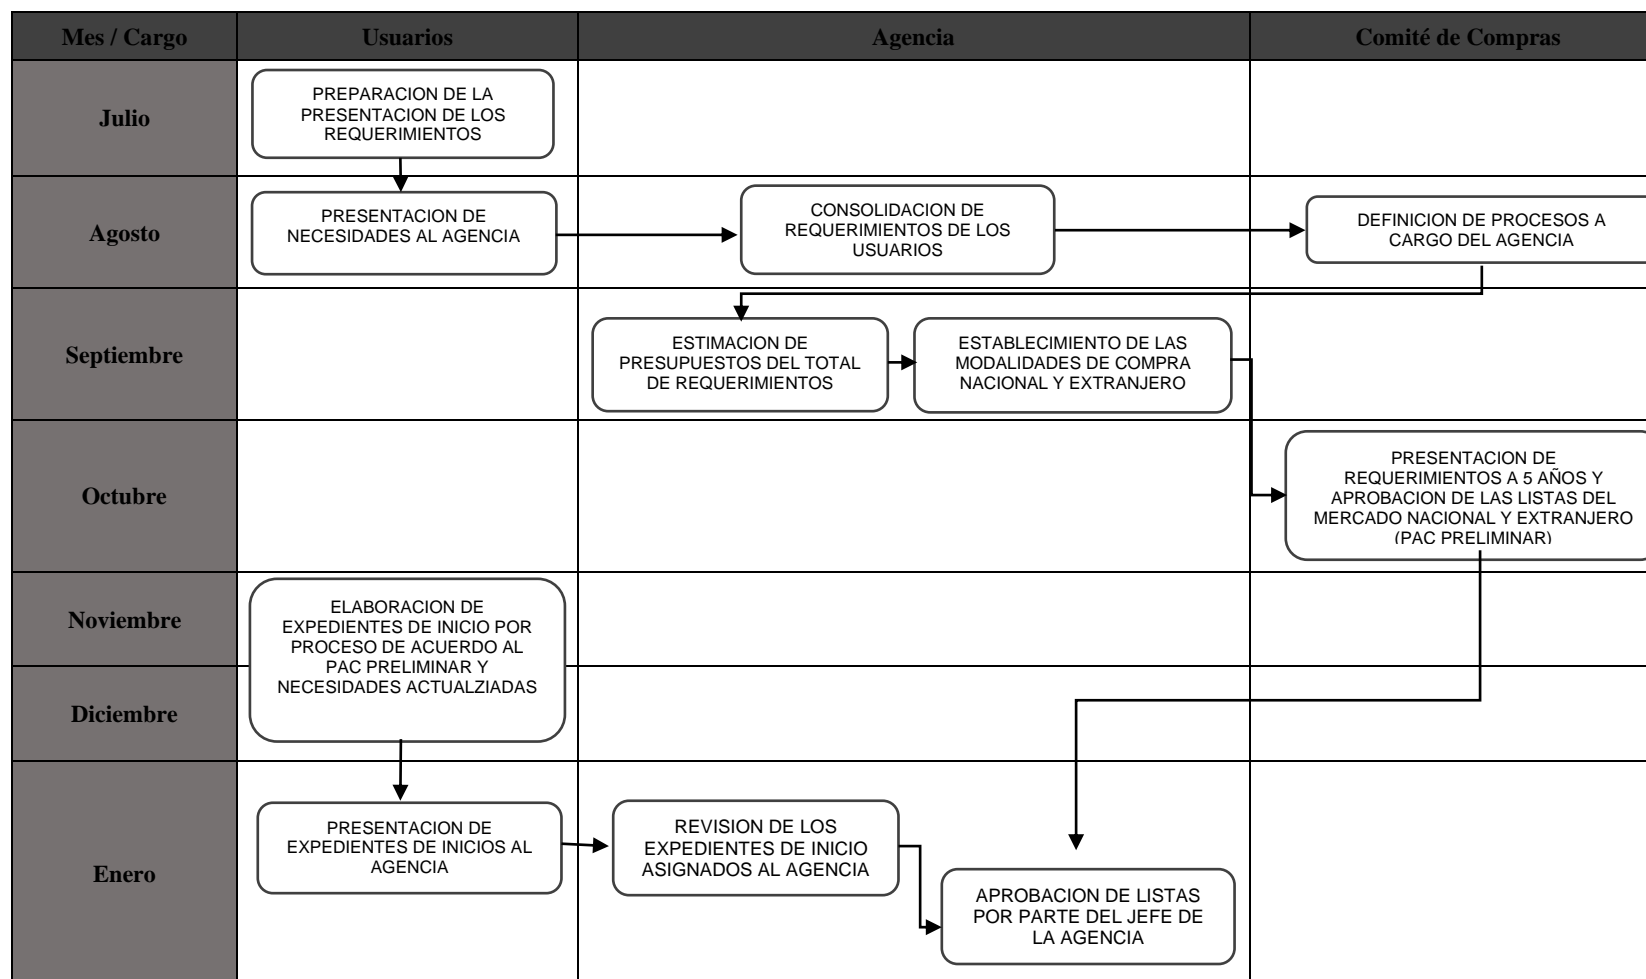 Mes / Cargo
Usuarios
Agencia
Comité de Compras
Julio
PREPARACION DE LA
PRESENTACION DE LOS
REQUERIMIENTOS
Agosto
PRESENTACION DE
NECESIDADES AL AGENCIA
CONSOLIDACION DE
REQUERIMIENTOS DE LOS
USUARIOS
DEFINICION DE PROCESOS A
CARGO DEL AGENCIA
Septiembre
ESTIMACION DE
PRESUPUESTOS DEL TOTAL
DE REQUERIMIENTOS
ESTABLECIMIENTO DE LAS
MODALIDADES DE COMPRA
NACIONAL Y EXTRANJERO
Octubre
PRESENTACION DE
REQUERIMIENTOS A 5 AÑOS Y
APROBACION DE LAS LISTAS DEL
MERCADO NACIONAL Y EXTRANJERO
(PAC PRELIMINAR)
Noviembre
ELABORACION DE
EXPEDIENTES DE INICIO POR
PROCESO DE ACUERDO AL
PAC PRELIMINAR Y
NECESIDADES ACTUALZIADAS
Diciembre
Enero
PRESENTACION DE
EXPEDIENTES DE INICIOS AL
AGENCIA
REVISION DE LOS
EXPEDIENTES DE INICIO
ASIGNADOS AL AGENCIA
APROBACION DE LISTAS
POR PARTE DEL JEFE DE
LA AGENCIA